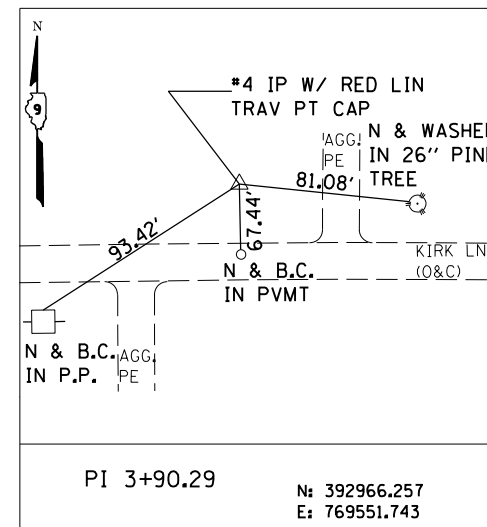 N
9
#4 IP W/ RED LIN
TRAV PT CAP
AGG.
PE
N & WASHE
IN 26" PIN
TREE
81.08'
93.42'
67.44'
KIRK LN
(O&C)
N & B.C.
IN PVMT
N & B.C.
IN P.P.
AGG.
PE
PI 3+90.29
N: 392966.257
E: 769551.743